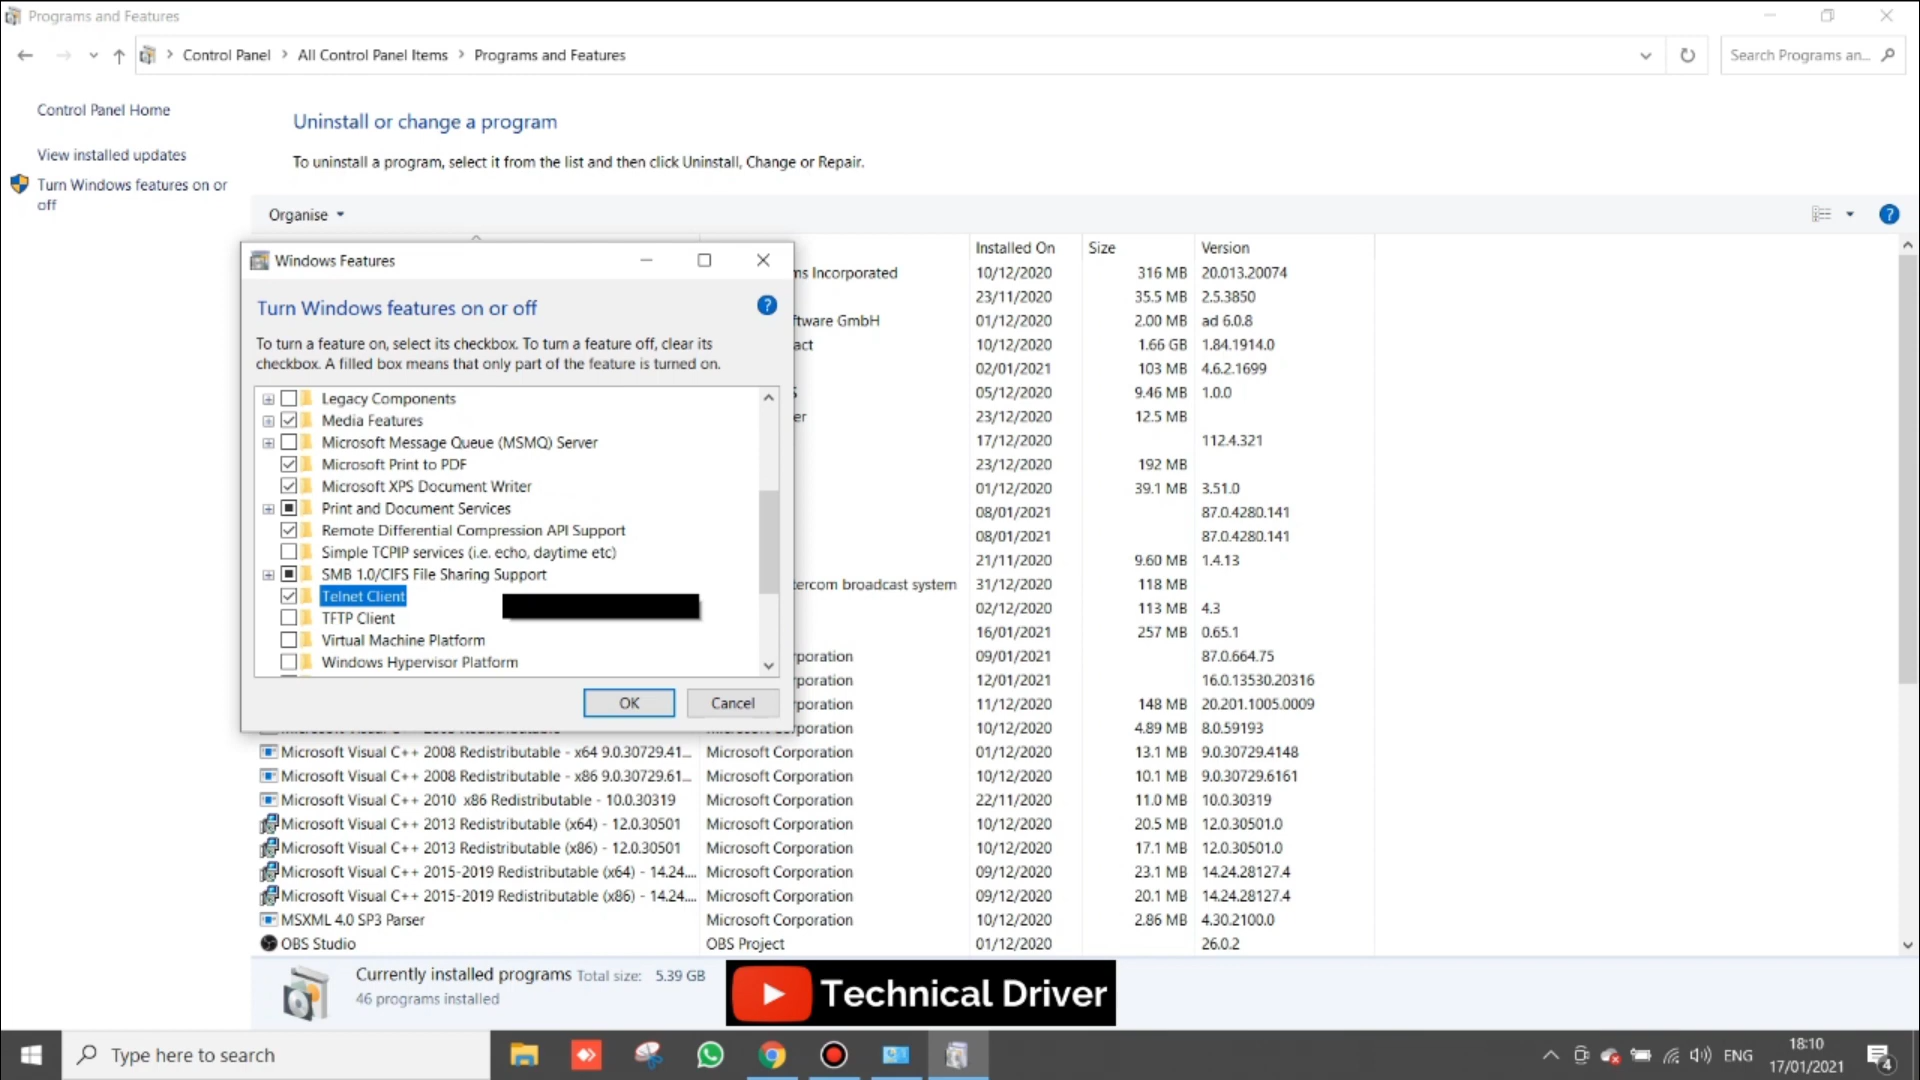 Programs and Features
Control Panel > All Control Panel Items > Programs and Features
Search Programs an...
Control Panel Home
View installed updates
Turn Windows features on or
off
Uninstall or change a program
To uninstall a program, select it from the list and then click Uninstall, Change or Repair.
Organise
Windows Features
Turn Windows features on or off
To turn a feature on, select its checkbox. To turn a feature off, clear its
checkbox. A filled box means that only part of the feature is turned on.
Legacy Components
Media Features
Microsoft Message Queue (MSMQ) Server
Microsoft Print to PDF
Microsoft XPS Document Writer
Print and Document Services
Remote Differential Compression API Support
Simple TCPIP services (i.e. echo, daytime etc)
SMB 1.0/CIFS File Sharing Support
Telnet Client
TFTP Client
Virtual Machine Platform
Windows Hypervisor Platform
OK Cancel
Installed On Size Version
ms Incorporated 10/12/2020 316 MB 20.013.20074
23/11/2020 35.5 MB 2.5.3850
ftware GmbH 01/12/2020 2.00 MB ad 6.0.8
act 10/12/2020 1.66 GB 1.84.1914.0
02/01/2021 103 MB 4.6.2.1699
05/12/2020 9.46 MB 1.0.0
er 23/12/2020 12.5 MB
17/12/2020 112.4.321
23/12/2020 192 MB
01/12/2020 39.1 MB 3.51.0
08/01/2021 87.0.4280.141
08/01/2021 87.0.4280.141
21/11/2020 9.60 MB 1.4.13
tercom broadcast system 31/12/2020 118 MB
02/12/2020 113 MB 4.3
16/01/2021 257 MB 0.65.1
rporation 09/01/2021 87.0.664.75
rporation 12/01/2021 16.0.13530.20316
rporation 11/12/2020 148 MB 20.201.1005.0009
rporation 10/12/2020 4.89 MB 8.0.59193
Microsoft Visual C++ 2008 Redistributable - x64 9.0.30729.41... Microsoft Corporation 01/12/2020 13.1 MB 9.0.30729.4148
Microsoft Visual C++ 2008 Redistributable - x86 9.0.30729.61... Microsoft Corporation 10/12/2020 10.1 MB 9.0.30729.6161
Microsoft Visual C++ 2010 x86 Redistributable - 10.0.30319 Microsoft Corporation 22/11/2020 11.0 MB 10.0.30319
Microsoft Visual C++ 2013 Redistributable (x64) - 12.0.30501 Microsoft Corporation 10/12/2020 20.5 MB 12.0.30501.0
Microsoft Visual C++ 2013 Redistributable (x86) - 12.0.30501 Microsoft Corporation 10/12/2020 17.1 MB 12.0.30501.0
Microsoft Visual C++ 2015-2019 Redistributable (x64) - 14.24.... Microsoft Corporation 09/12/2020 23.1 MB 14.24.28127.4
Microsoft Visual C++ 2015-2019 Redistributable (x86) - 14.24.... Microsoft Corporation 09/12/2020 20.1 MB 14.24.28127.4
MSXML 4.0 SP3 Parser Microsoft Corporation 10/12/2020 2.86 MB 4.30.2100.0
OBS Studio OBS Project 01/12/2020 26.0.2
Currently installed programs Total size: 5.39 GB
46 programs installed
Technical Driver
Type here to search
ENG
18:10
17/01/2021
4